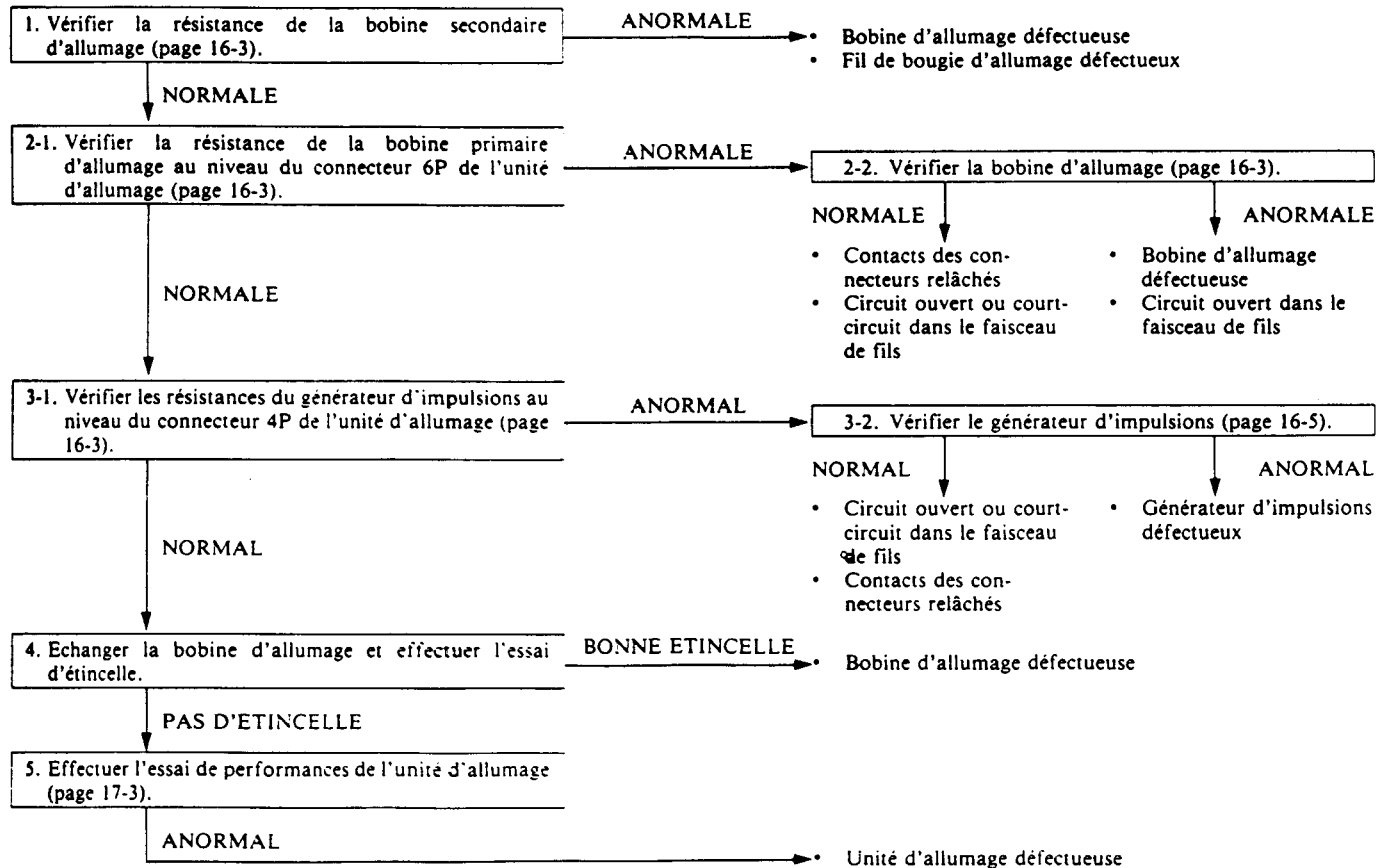 1. Vérifier la résistance de la bobine secondaire
d'allumage (page 16-3).
ANORMALE
• Bobine d'allumage défectueuse
• Fil de bougie d'allumage défectueux
NORMALE
2-1. Vérifier la résistance de la bobine primaire
d'allumage au niveau du connecteur 6P de l'unité
d'allumage (page 16-3).
ANORMALE
2-2. Vérifier la bobine d'allumage (page 16-3).
NORMALE
• Contacts des con-
necteurs relâchés
• Circuit ouvert ou court-
circuit dans le faisceau
de fils
ANORMALE
• Bobine d'allumage
défectueuse
• Circuit ouvert dans le
faisceau de fils
NORMALE
3-1. Vérifier les résistances du générateur d'impulsions au
niveau du connecteur 4P de l'unité d'allumage (page
16-3).
ANORMAL
3-2. Vérifier le générateur d'impulsions (page 16-5).
NORMAL
• Circuit ouvert ou court-
circuit dans le faisceau
de fils
• Contacts des con-
necteurs relâchés
ANORMAL
• Générateur d'impulsions
défectueux
NORMAL
4. Echanger la bobine d'allumage et effectuer l'essai
d'étincelle.
BONNE ETINCELLE
• Bobine d'allumage défectueuse
PAS D'ETINCELLE
5. Effectuer l'essai de performances de l'unité d'allumage
(page 17-3).
ANORMAL
• Unité d'allumage défectueuse